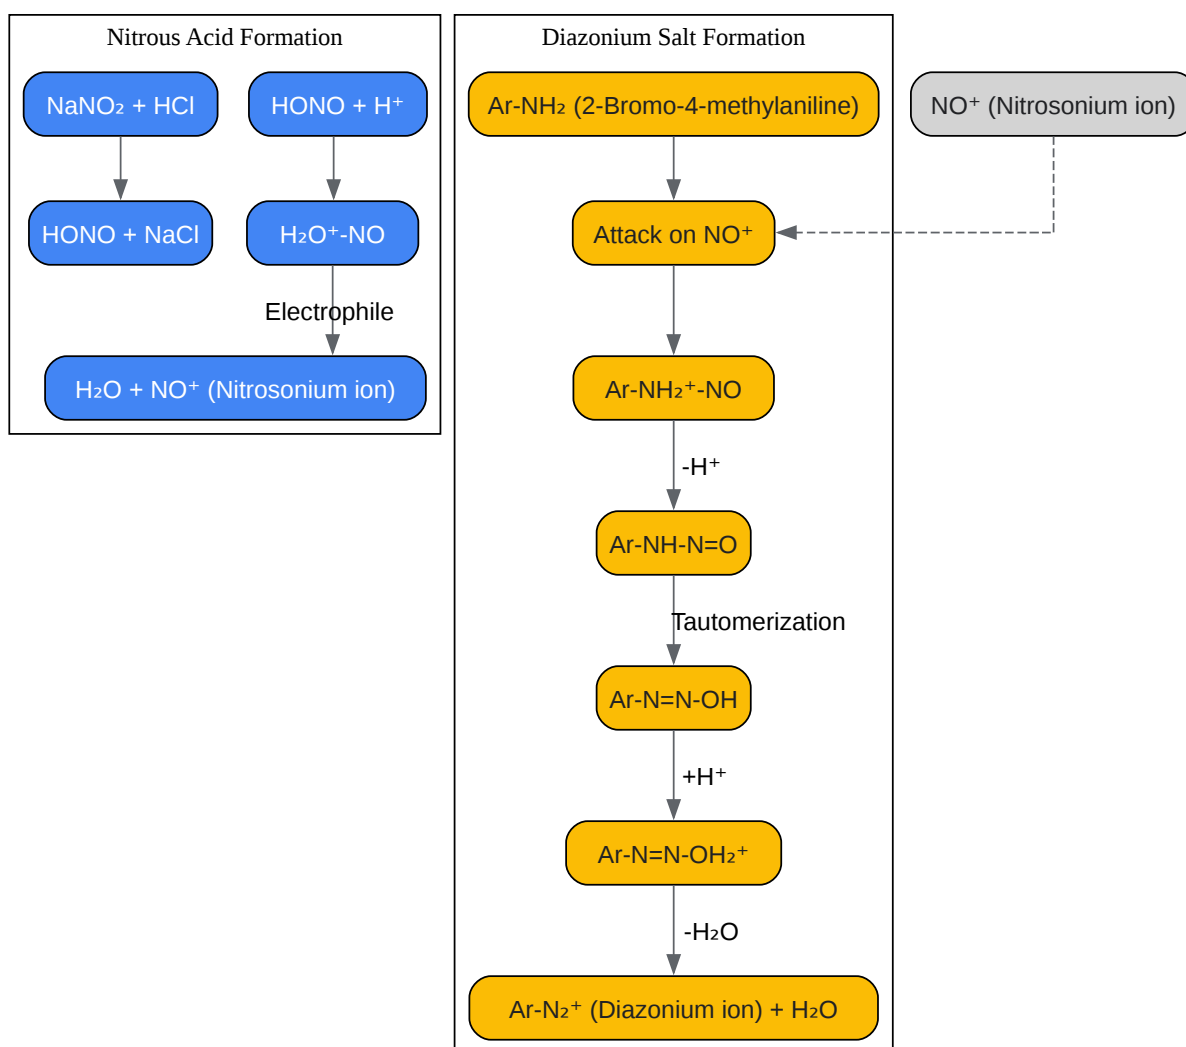 Nitrous Acid Formation
NaNO₂ + HCl
HONO + H⁺
HONO + NaCl
H₂O⁺-NO
Electrophile
H₂O + NO⁺ (Nitrosonium ion)
Diazonium Salt Formation
Ar-NH₂ (2-Bromo-4-methylaniline)
Attack on NO⁺
Ar-NH₂⁺-NO
-H⁺
Ar-NH-N=O
Tautomerization
Ar-N=N-OH
+H⁺
Ar-N=N-OH₂⁺
-H₂O
Ar-N₂⁺ (Diazonium ion) + H₂O
NO⁺ (Nitrosonium ion)